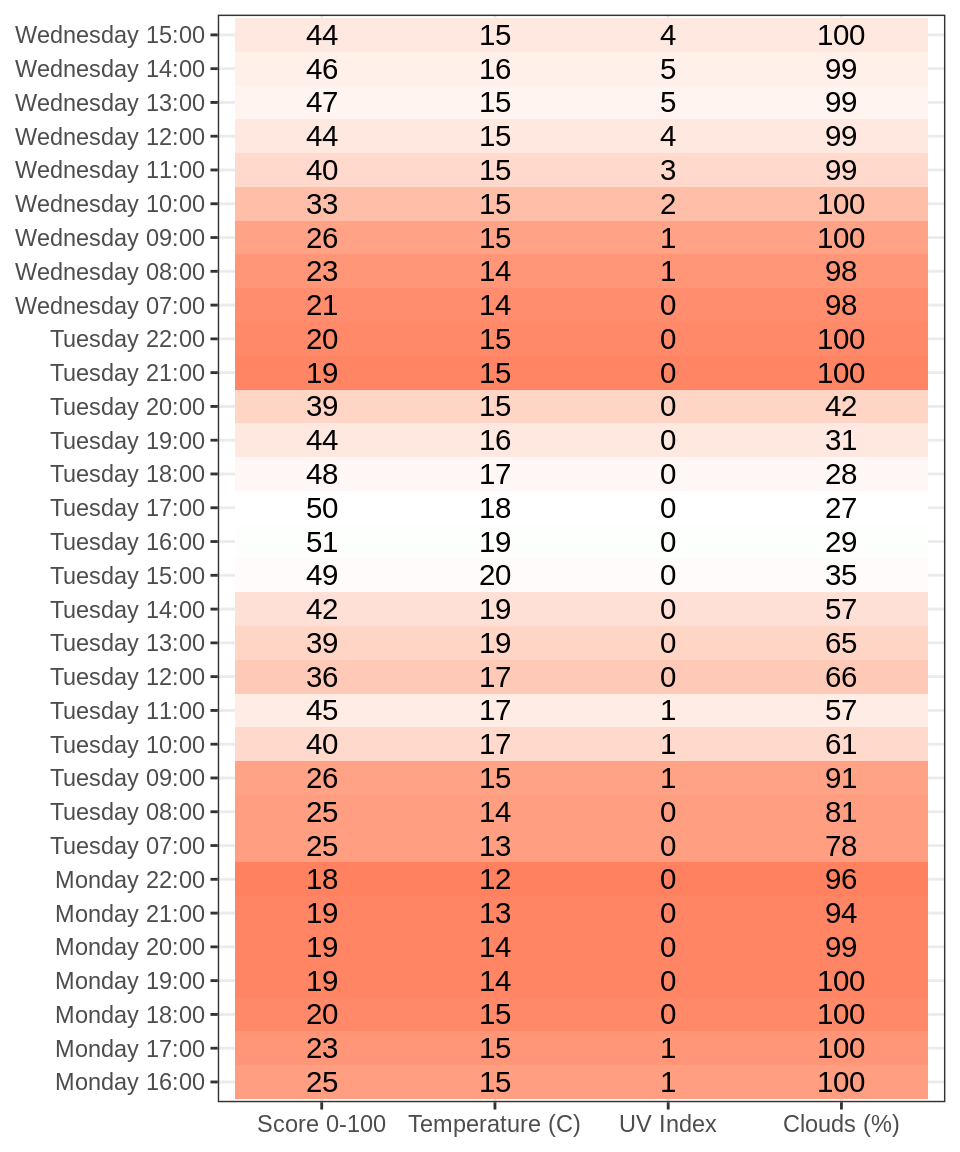 Wednesday 15:00 44 15 4 100
Wednesday 14:00 46 16 5 99
Wednesday 13:00 47 15 5 99
Wednesday 12:00 44 15 4 99
Wednesday 11:00 40 15 3 99
Wednesday 10:00 33 15 2 100
Wednesday 09:00 26 15 1 100
Wednesday 08:00 23 14 1 98
Wednesday 07:00 21 14 0 98
Tuesday 22:00 20 15 0 100
Tuesday 21:00 19 15 0 100
Tuesday 20:00 39 15 0 42
Tuesday 19:00 44 16 0 31
Tuesday 18:00 48 17 0 28
Tuesday 17:00 50 18 0 27
Tuesday 16:00 51 19 0 29
Tuesday 15:00 49 20 0 35
Tuesday 14:00 42 19 0 57
Tuesday 13:00 39 19 0 65
Tuesday 12:00 36 17 0 66
Tuesday 11:00 45 17 1 57
Tuesday 10:00 40 17 1 61
Tuesday 09:00 26 15 1 91
Tuesday 08:00 25 14 0 81
Tuesday 07:00 25 13 0 78
Monday 22:00 18 12 0 96
Monday 21:00 19 13 0 94
Monday 20:00 19 14 0 99
Monday 19:00 19 14 0 100
Monday 18:00 20 15 0 100
Monday 17:00 23 15 1 100
Monday 16:00 25 15 1 100
Score 0-100 Temperature (C) UV Index Clouds (%)